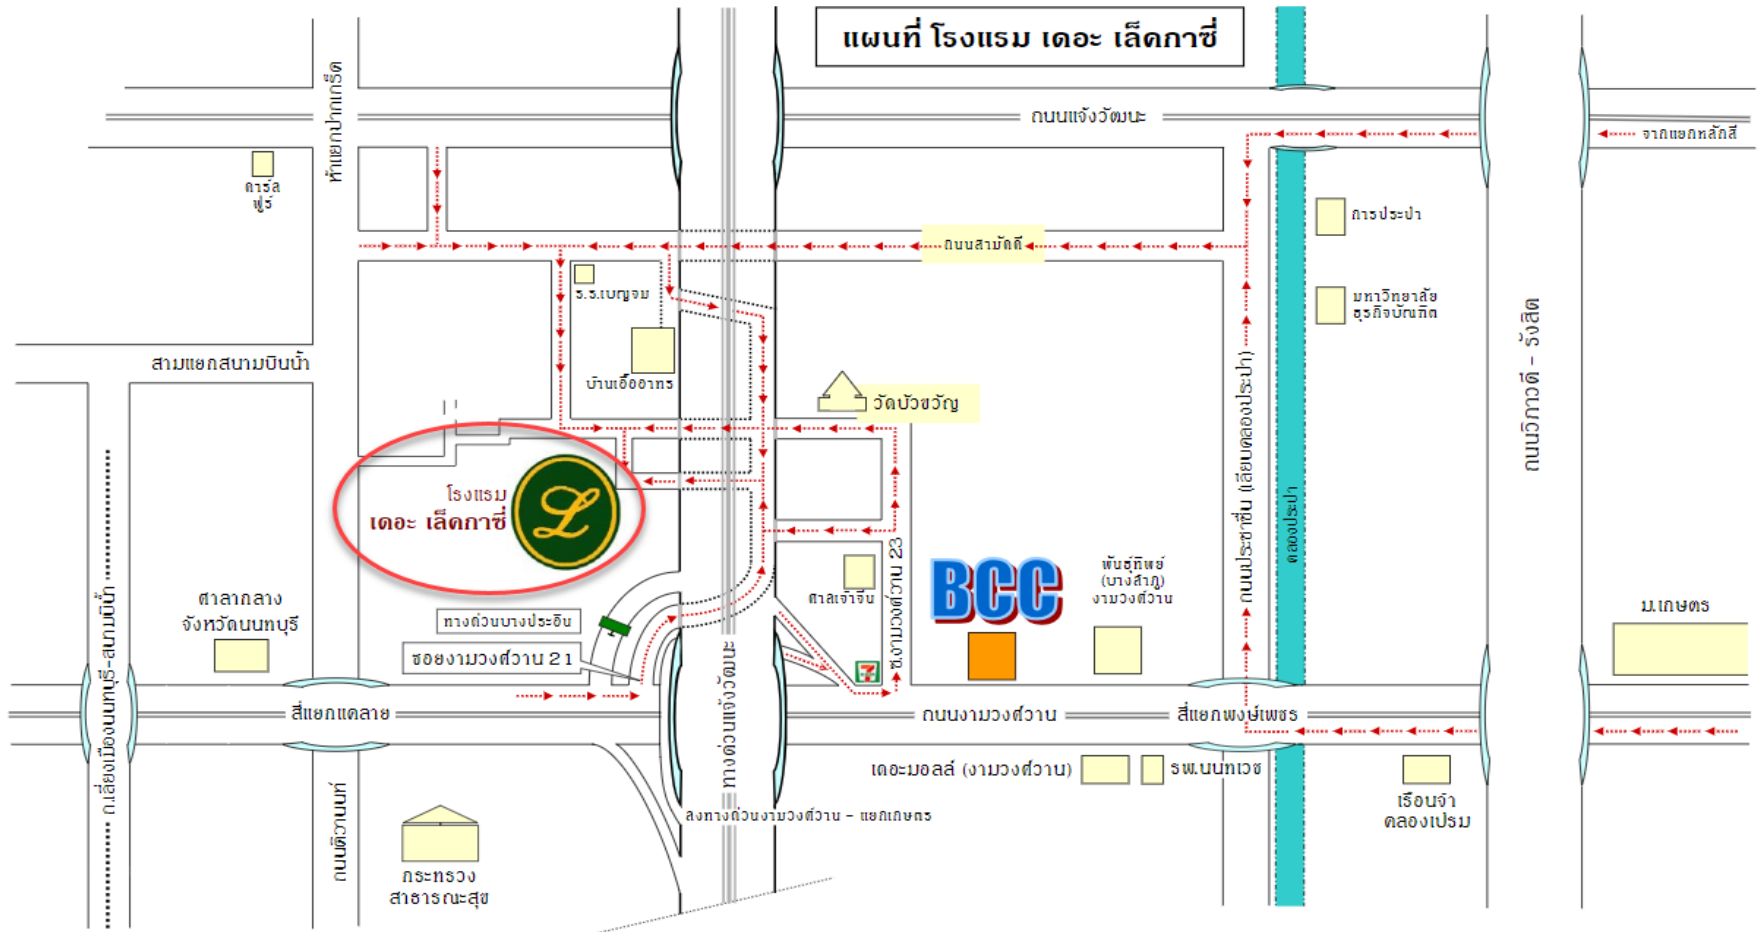 แผนที่ โรงแรม เดอะ เล็คกาซี่
ห้าแยกปากเกร็ด
ถนนแจ้งวัฒนะ
จากแยกหลักสี่
คาร์ล
ฟูร์
การประปา
ถนนสามัคคี
ร.ร.เบญจม
มหาวิทยาลัย
ธุรกิจบัณฑิต
สามแยกสนามบินน้ำ
บ้านเอื้ออาทร
วัดบัวขวัญ
ถนนวิภาวดี - รังสิต
ถนนประชาชื่น (เลียบคลองประปา)
คลองประปา
โรงแรม
เดอะ เล็คกาซี่
L
ซ.งามวงศ์วาน 23
BCC
พันธุ์ทิพย์
(บางลำภู)
งามวงศ์วาน
ศาลเจ้าจีน
ศาลากลาง
จังหวัดนนทบุรี
ทางด่วนบางประอิน
ซอยงามวงศ์วาน 21
7
ม.เกษตร
ถ.เลี่ยงเมืองนนทบุรี-สนามบินน้ำ
สี่แยกแคลาย
ทางด่วนแจ้งวัฒนะ
ถนนงามวงศ์วาน
สี่แยกพงษ์เพชร
เดอะมอลล์ (งามวงศ์วาน)
รพ.นนทเวช
เรือนจำ
คลองเปรม
ลงทางด่วนงามวงศ์วาน - แยกเกษตร
ถนนติวานนท์
กระทรวง
สาธารณะสุข